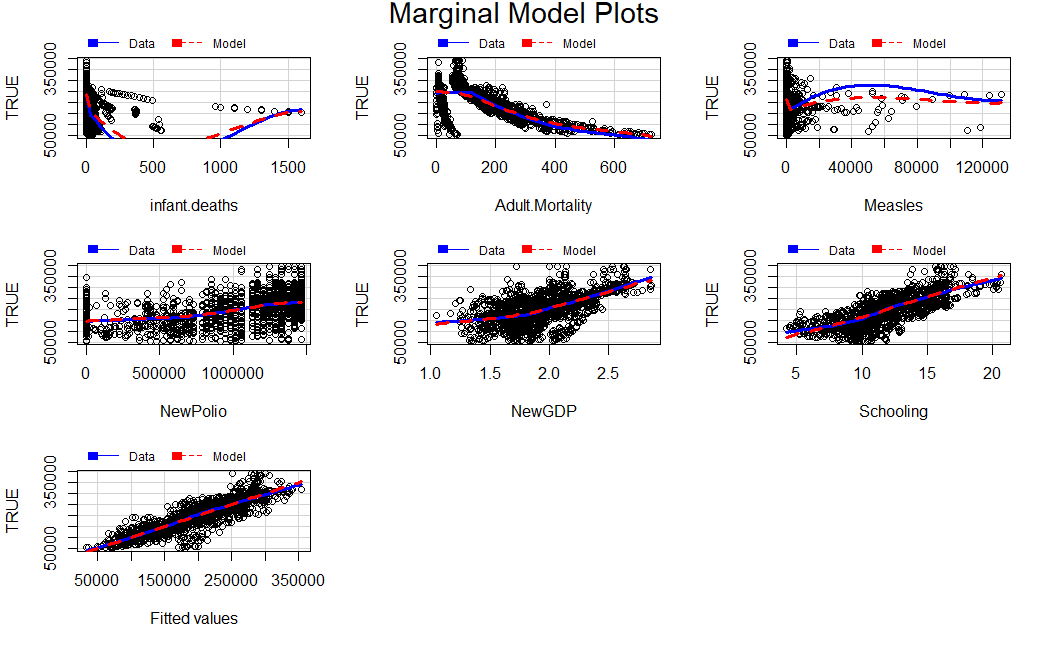 Marginal Model Plots
Data Model
TRUE
50000 350000
0 500 1000 1500
infant.deaths
Data Model
TRUE
50000 350000
0 200 400 600
Adult.Mortality
Data Model
TRUE
50000 350000
0 40000 80000 120000
Measles
Data Model
TRUE
50000 350000
0 500000 1000000
NewPolio
Data Model
TRUE
50000 350000
1.0 1.5 2.0 2.5
NewGDP
Data Model
TRUE
50000 350000
5 10 15 20
Schooling
Data Model
TRUE
50000 350000
50000 150000 250000 350000
Fitted values